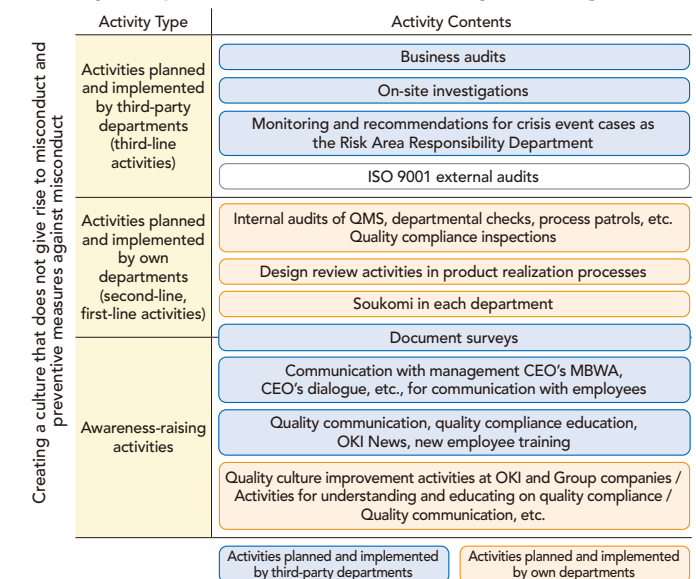 Activity Type
Activity Contents
Creating a culture that does not give rise to misconduct and
preventive measures against misconduct
Activities planned
and implemented
by third-party
departments
(third-line
activities)
Business audits
On-site investigations
Monitoring and recommendations for crisis event cases as
the Risk Area Responsibility Department
ISO 9001 external audits
Activities planned
and implemented
by own
departments
(second-line,
first-line activities)
Internal audits of QMS, departmental checks, process patrols, etc.
Quality compliance inspections
Design review activities in product realization processes
Soukomi in each department
Document surveys
Awareness-raising
activities
Communication with management CEO's MBWA,
CEO's dialogue, etc., for communication with employees
Quality communication, quality compliance education,
OKI News, new employee training
Quality culture improvement activities at OKI and Group companies /
Activities for understanding and educating on quality compliance /
Quality communication, etc.
Activities planned and implemented
by third-party departments
Activities planned and implemented
by own departments